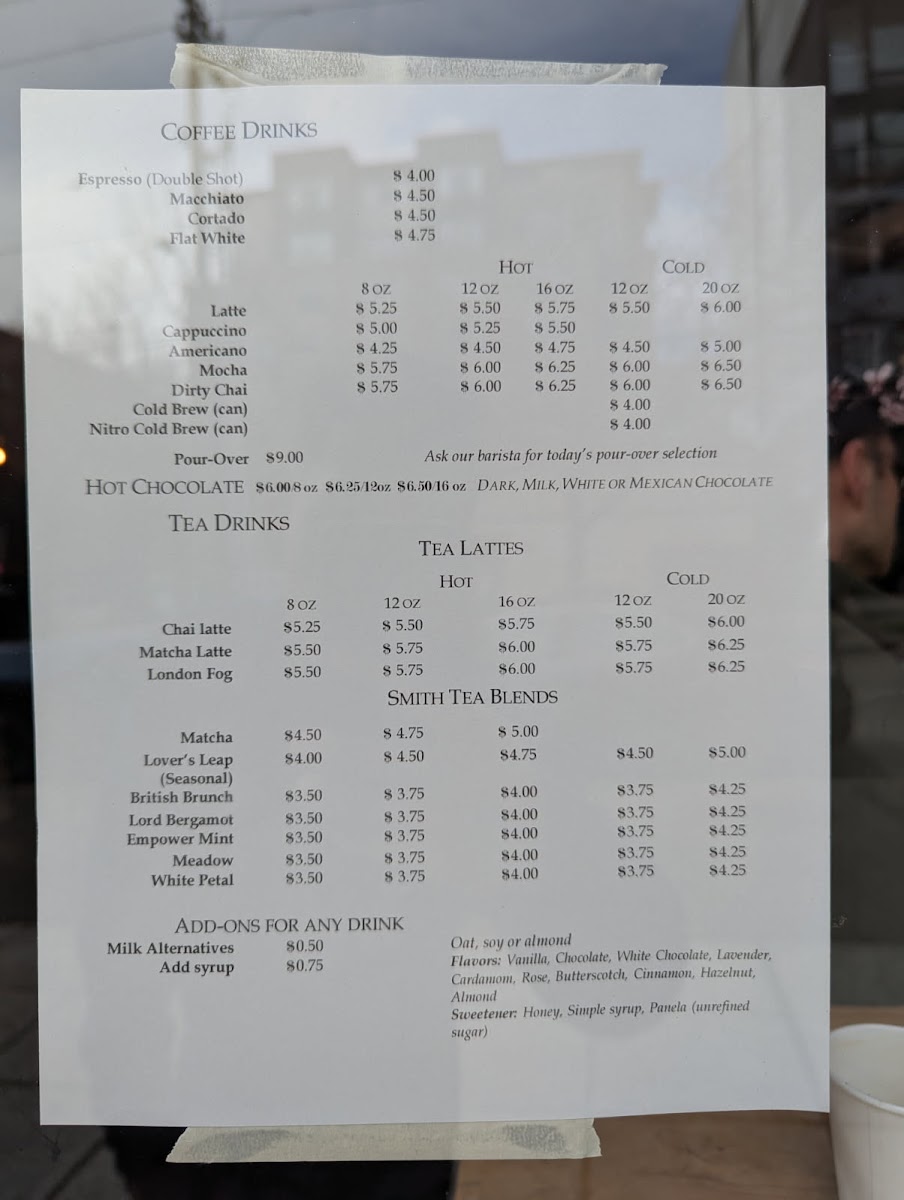 COFFEE DRINKS
Espresso (Double Shot) $ 4.00
Macchiato $ 4.50
Cortado $ 4.50
Flat White $ 4.75
HOT COLD
8 OZ 12 OZ 16 OZ 12 OZ 20 OZ
Latte $ 5.25 $ 5.50 $ 5.75 $ 5.50 $ 6.00
Cappuccino $ 5.00 $ 5.25 $ 5.50
Americano $ 4.25 $ 4.50 $ 4.75 $ 4.50 $ 5.00
Mocha $ 5.75 $ 6.00 $ 6.25 $ 6.00 $ 6.50
Dirty Chai $ 5.75 $ 6.00 $ 6.25 $ 6.00 $ 6.50
Cold Brew (can) $ 4.00
Nitro Cold Brew (can) $ 4.00
Pour-Over $9.00 Ask our barista for today's pour-over selection
HOT CHOCOLATE $6.00/8 oz $6.25/12oz $6.50/16 oz DARK, MILK, WHITE OR MEXICAN CHOCOLATE
TEA DRINKS
TEA LATTES
HOT COLD
8 OZ 12 OZ 16 OZ 12 OZ 20 OZ
Chai latte $5.25 $ 5.50 $5.75 $5.50 $6.00
Matcha Latte $5.50 $ 5.75 $6.00 $5.75 $6.25
London Fog $5.50 $ 5.75 $6.00 $5.75 $6.25
SMITH TEA BLENDS
Matcha $4.50 $ 4.75 $ 5.00
Lover's Leap $4.00 $ 4.50 $4.75 $4.50 $5.00
(Seasonal)
British Brunch $3.50 $ 3.75 $4.00 $3.75 $4.25
Lord Bergamot $3.50 $ 3.75 $4.00 $3.75 $4.25
Empower Mint $3.50 $ 3.75 $4.00 $3.75 $4.25
Meadow $3.50 $ 3.75 $4.00 $3.75 $4.25
White Petal $3.50 $ 3.75 $4.00 $3.75 $4.25
ADD-ONS FOR ANY DRINK
Milk Alternatives $0.50 Oat, soy or almond
Add syrup $0.75 Flavors: Vanilla, Chocolate, White Chocolate, Lavender,
Cardamom, Rose, Butterscotch, Cinnamon, Hazelnut,
Almond
Sweetener: Honey, Simple syrup, Panela (unrefined
sugar)